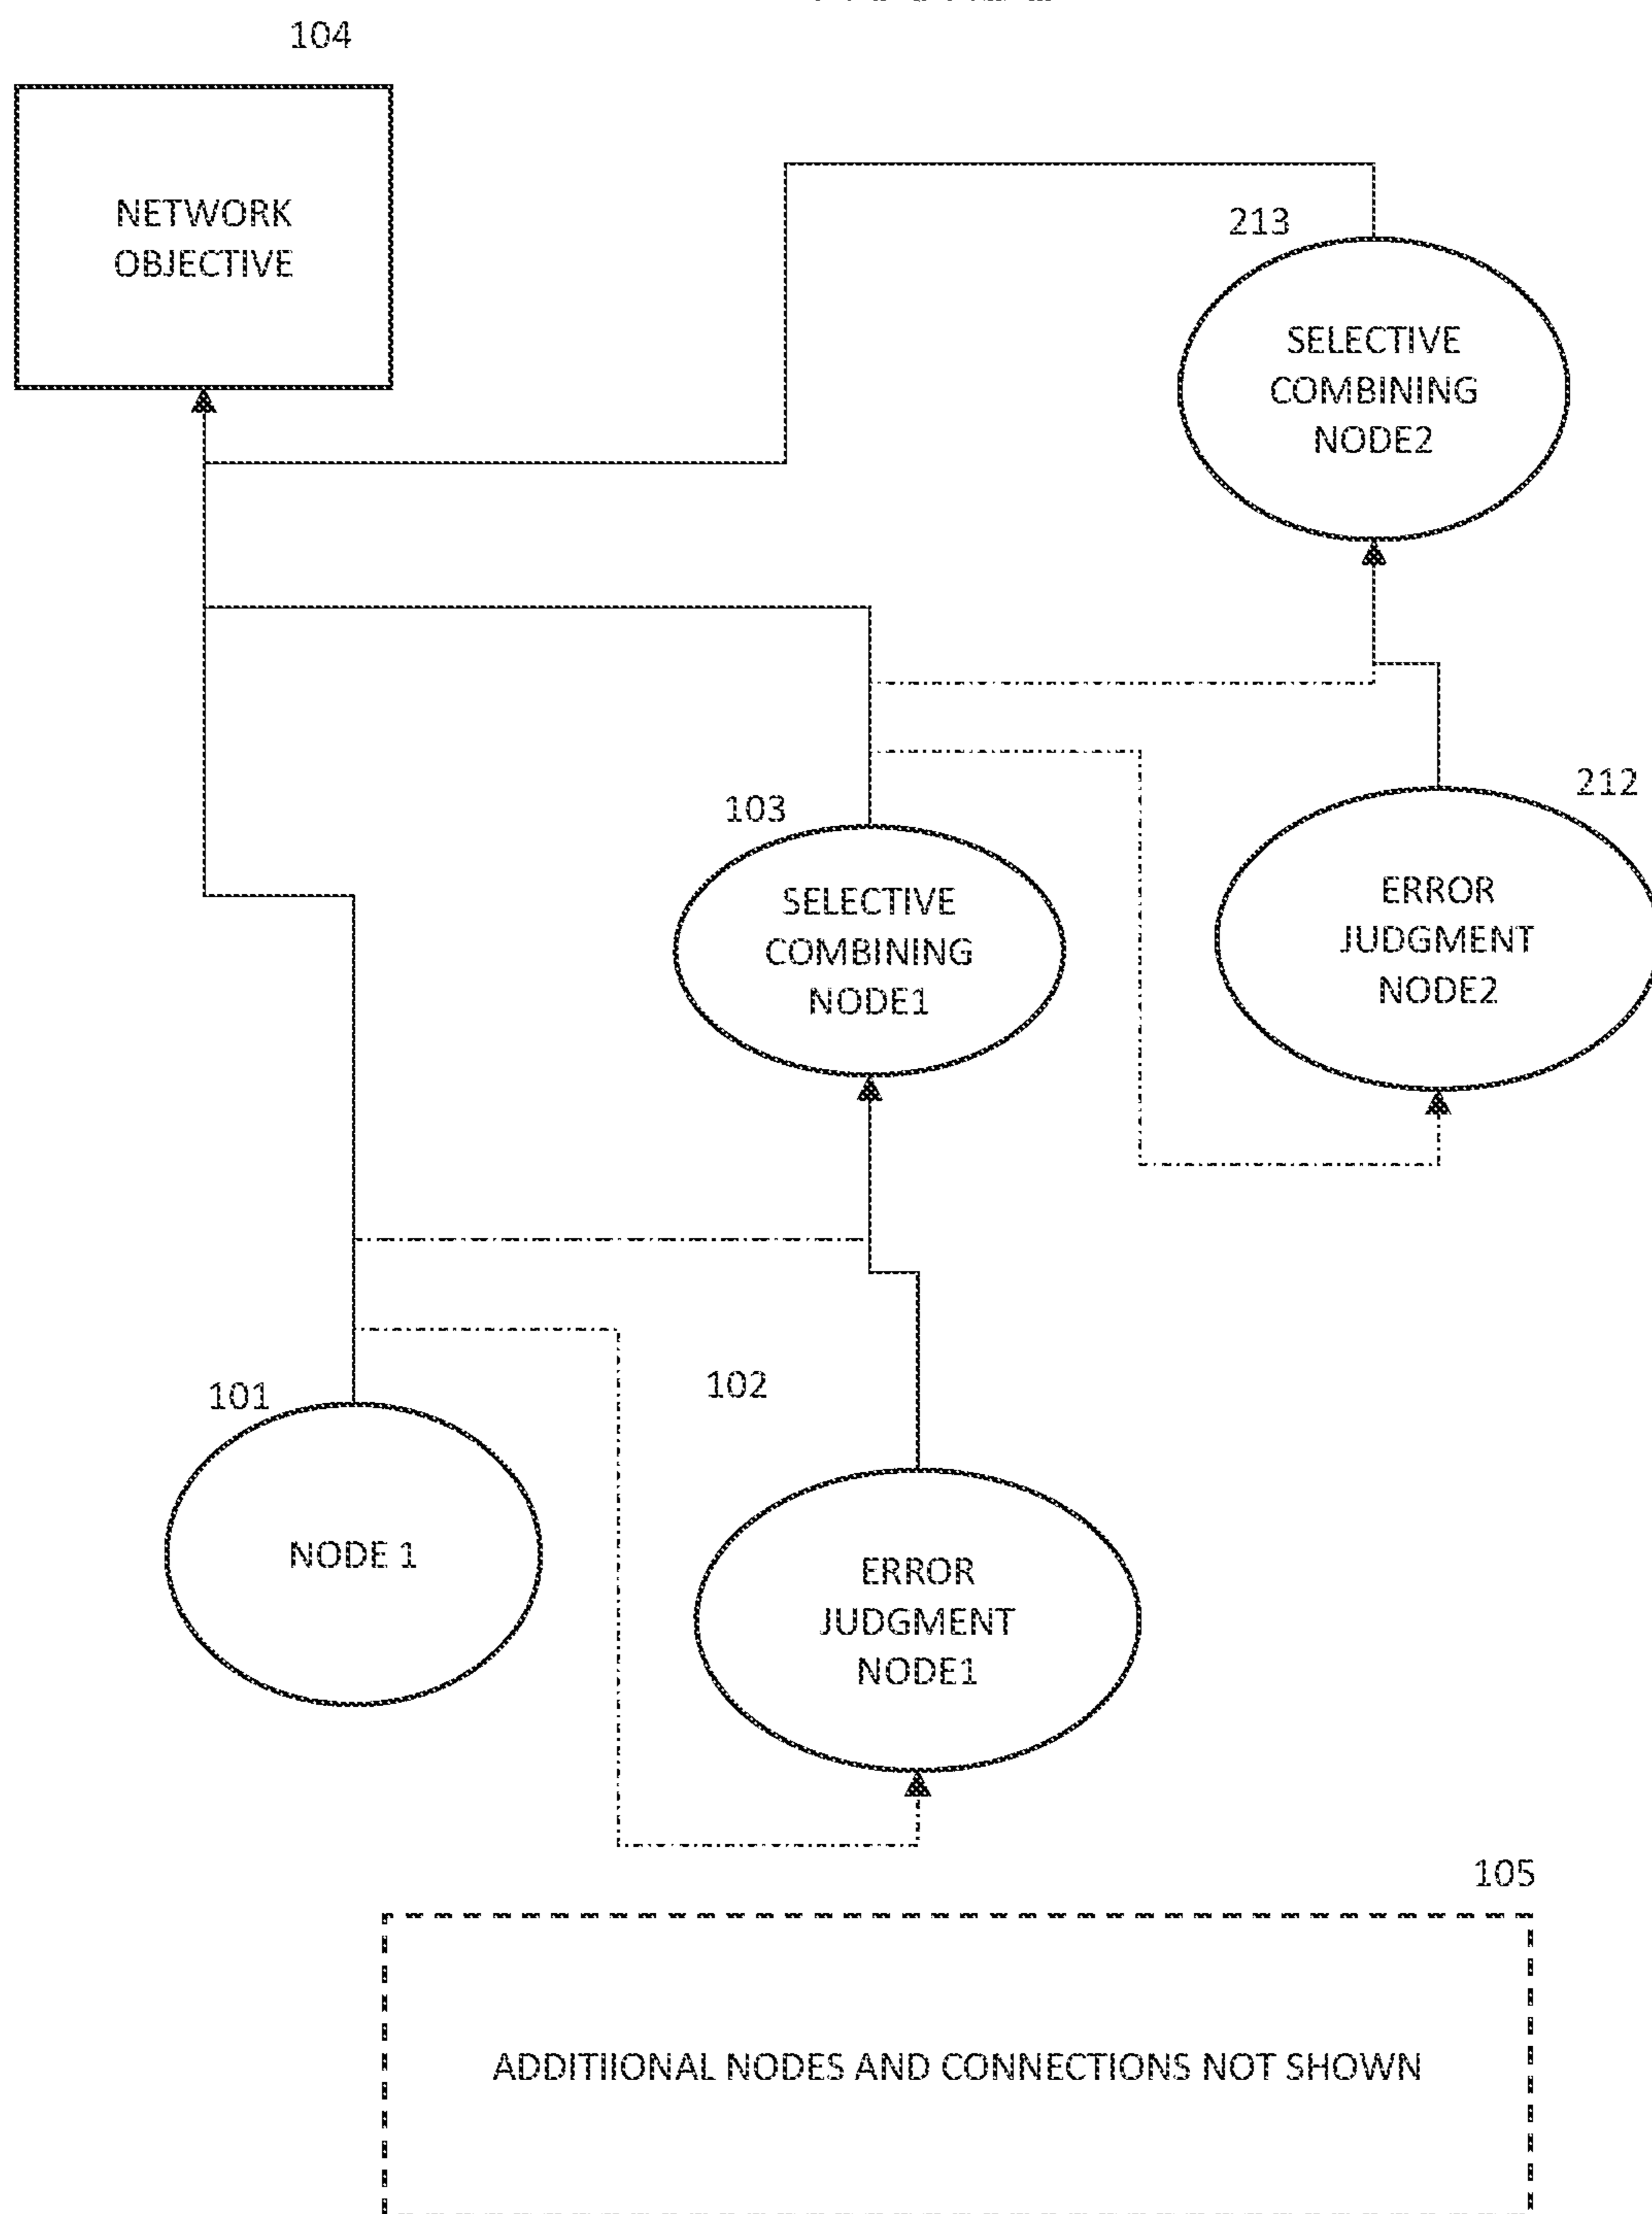 104
NETWORK
OBJECTIVE
213
SELECTIVE
COMBINING
NODE2
212
103
SELECTIVE
COMBINING
NODE1
ERROR
JUDGMENT
NODE2
101
102
NODE 1
ERROR
JUDGMENT
NODE1
105
ADDITIIONAL NODES AND CONNECTIONS NOT SHOWN